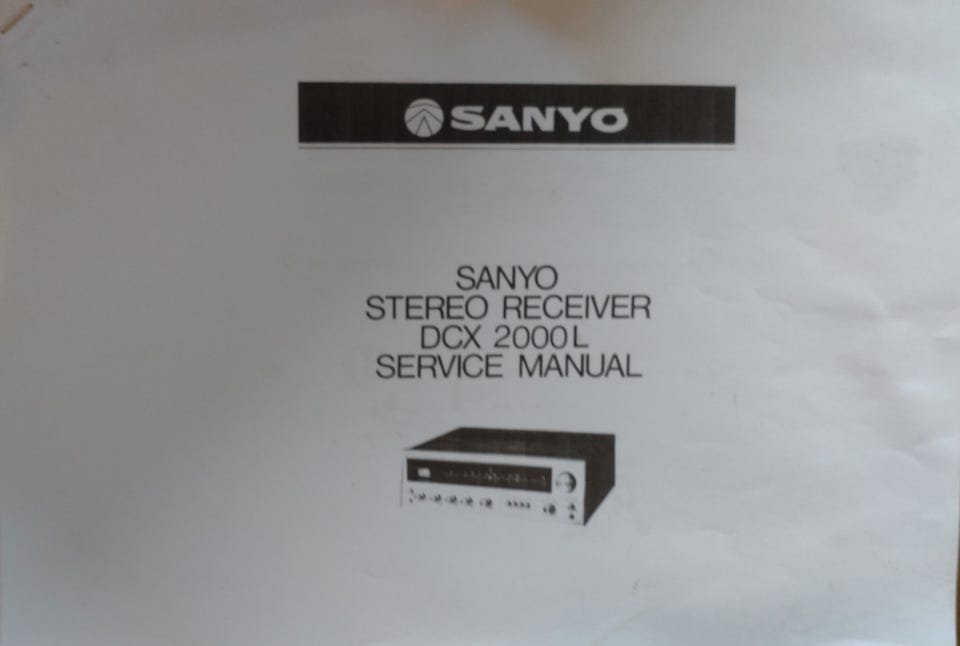 SANYO
SANYO
STEREO RECEIVER
DCX 2000L
SERVICE MANUAL